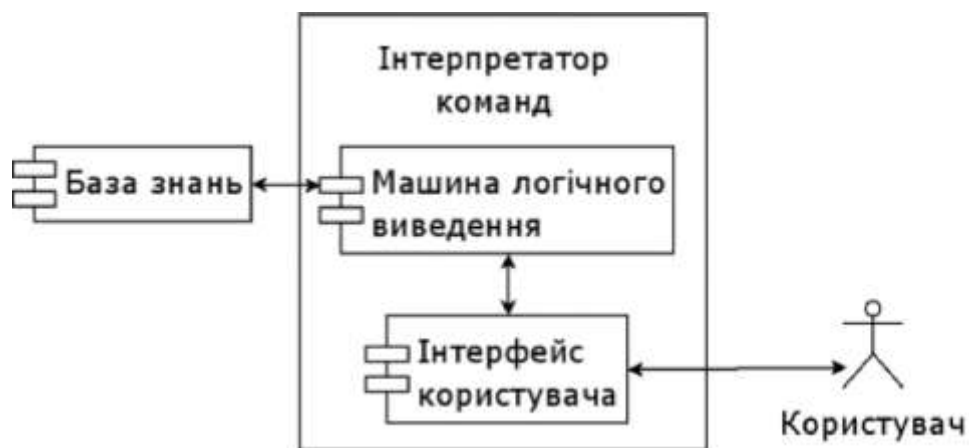 Інтерпретатор
команд
База знань
Машина логічного
виведення
Інтерфейс
користувача
Користувач